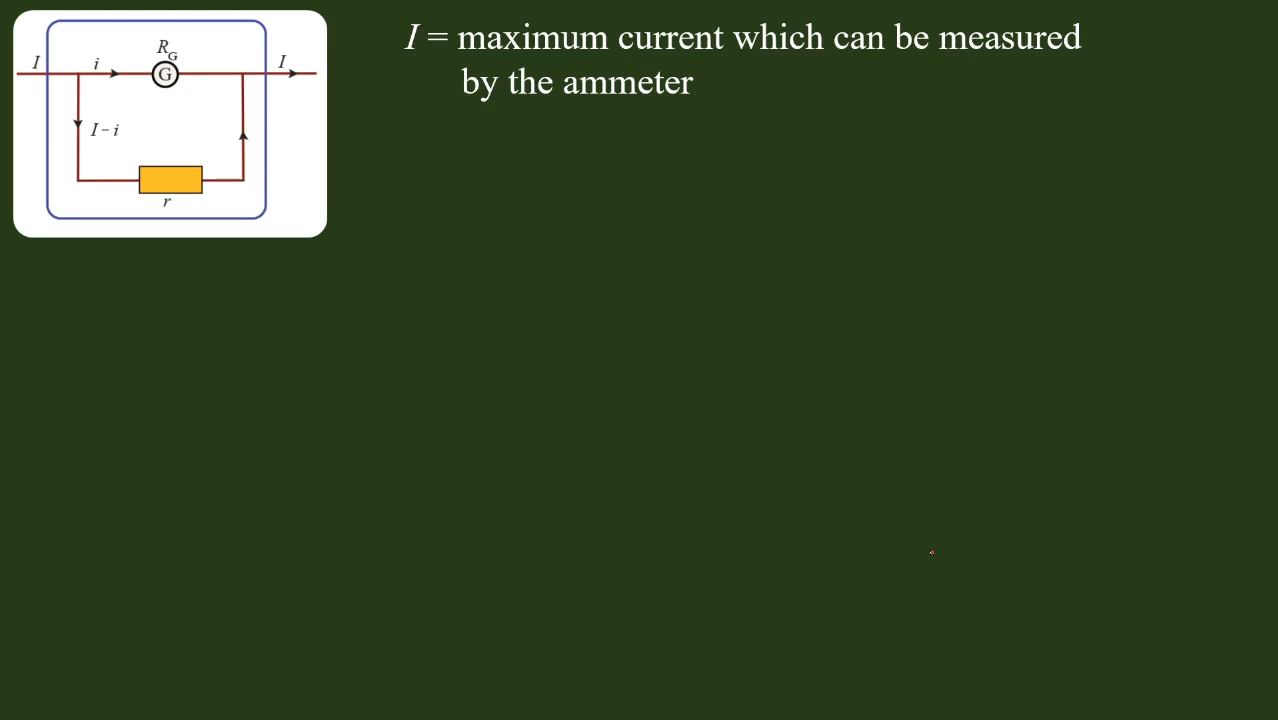 R_G
I
i
G
I
I - i
r
I = maximum current which can be measured
by the ammeter